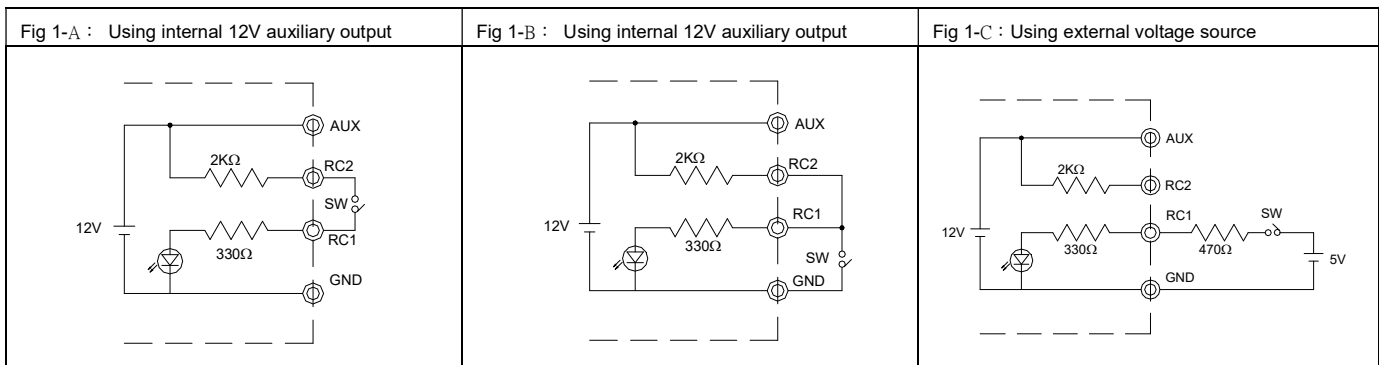 Fig 1-A： Using internal 12V auxiliary output
AUX
2KΩ
RC2
SW
12V
RC1
330Ω
GND
Fig 1-B： Using internal 12V auxiliary output
AUX
2KΩ
RC2
RC1
12V
330Ω
SW
GND
Fig 1-C：Using external voltage source
AUX
2KΩ
RC2
RC1
SW
12V
330Ω
470Ω
5V
GND